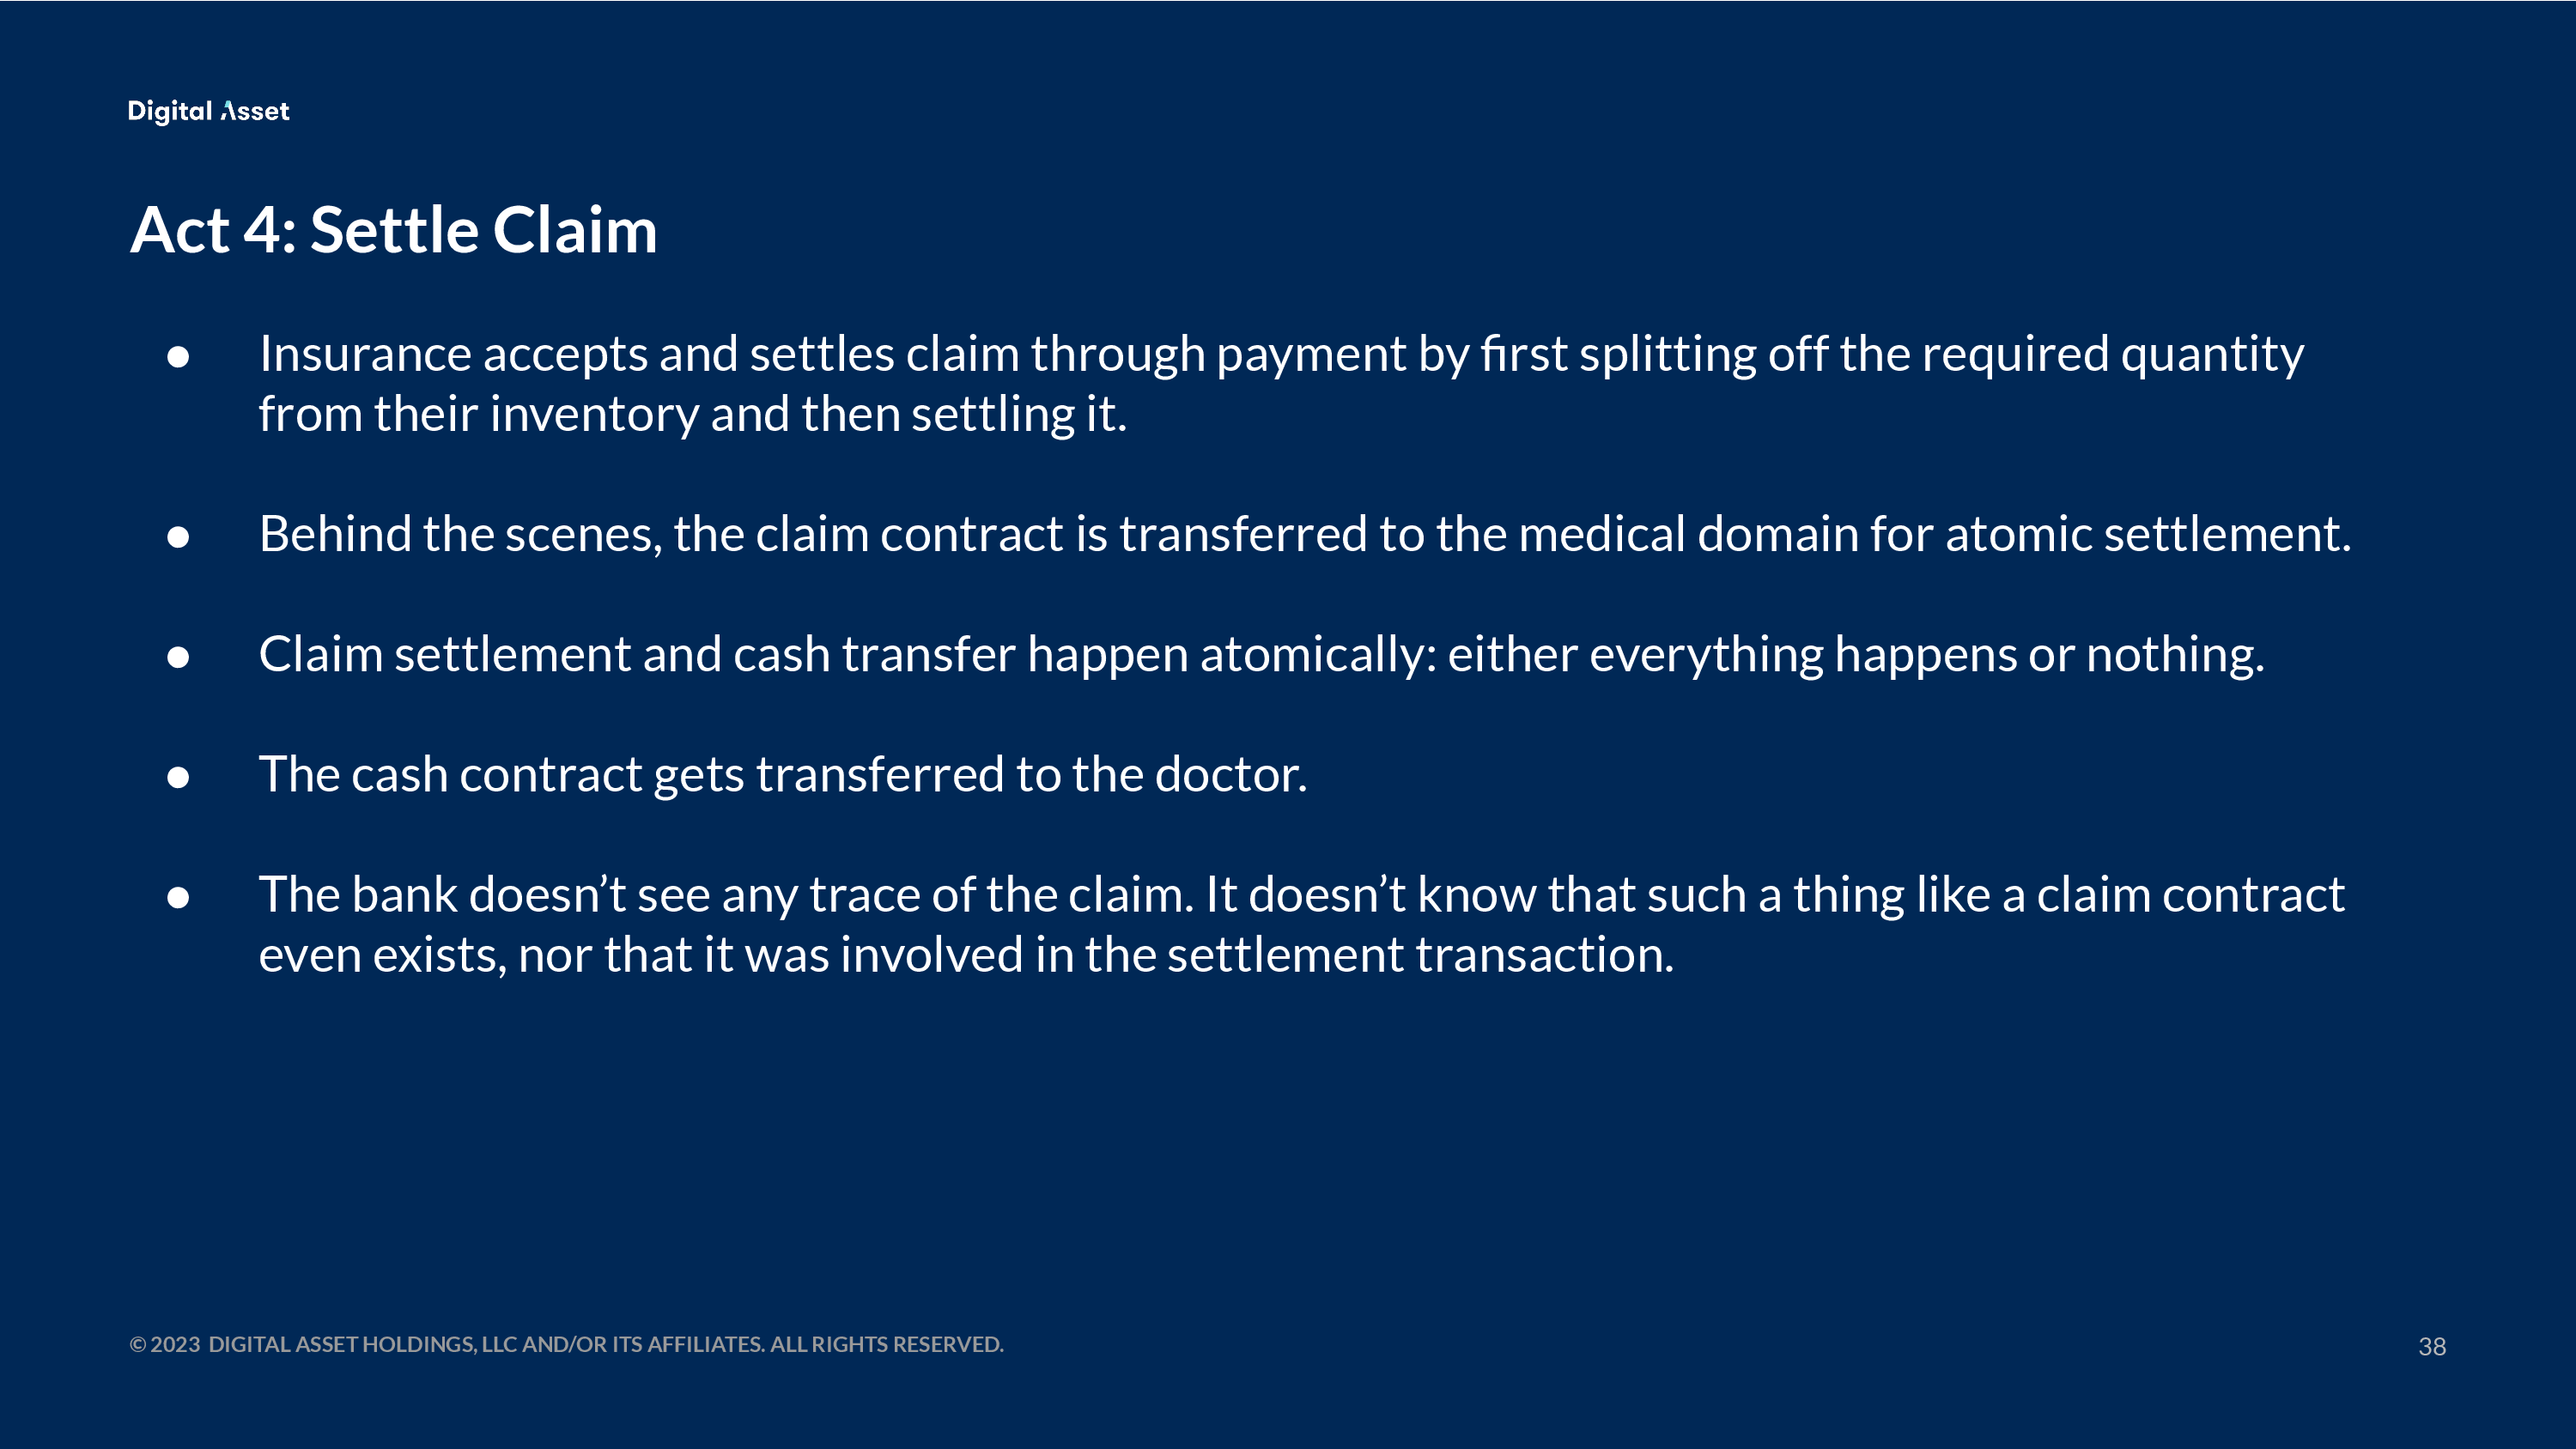 Digital Asset
Act 4: Settle Claim
● Insurance accepts and settles claim through payment by first splitting off the required quantity
from their inventory and then settling it.
● Behind the scenes, the claim contract is transferred to the medical domain for atomic settlement.
● Claim settlement and cash transfer happen atomically: either everything happens or nothing.
● The cash contract gets transferred to the doctor.
● The bank doesn’t see any trace of the claim. It doesn’t know that such a thing like a claim contract
even exists, nor that it was involved in the settlement transaction.
© 2023 DIGITAL ASSET HOLDINGS, LLC AND/OR ITS AFFILIATES. ALL RIGHTS RESERVED.
38